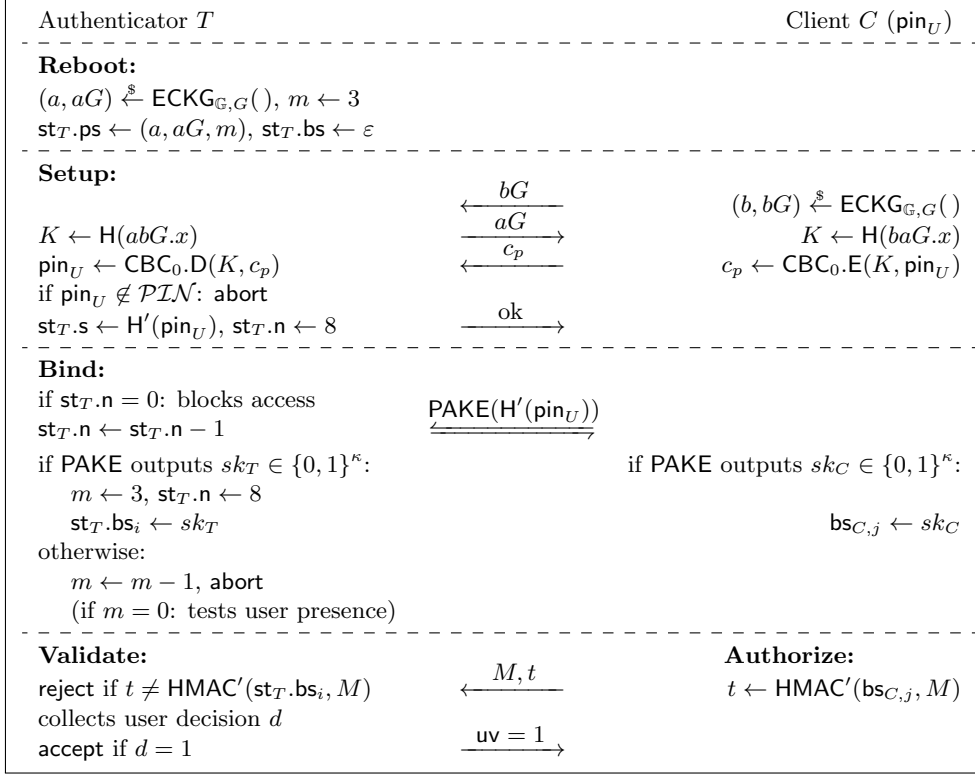 Authenticator T Client C (pin_U)
Reboot:
(a, aG) ←$ ECKG_{𝔾,G}( ), m ← 3
st_T.ps ← (a, aG, m), st_T.bs ← ε
Setup:
bG
(b, bG) ←$ ECKG_{𝔾,G}( )
K ← H(abG.x) aG K ← H(baG.x)
pin_U ← CBC_0.D(K, c_p) c_p c_p ← CBC_0.E(K, pin_U)
if pin_U ∉ 𝒫ℐ𝒩: abort
st_T.s ← H′(pin_U), st_T.n ← 8 ok
Bind:
if st_T.n = 0: blocks access
st_T.n ← st_T.n − 1 PAKE(H′(pin_U))
if PAKE outputs sk_T ∈ {0, 1}^κ: if PAKE outputs sk_C ∈ {0, 1}^κ:
m ← 3, st_T.n ← 8
st_T.bs_i ← sk_T bs_{C,j} ← sk_C
otherwise:
m ← m − 1, abort
(if m = 0: tests user presence)
Validate: Authorize:
reject if t ≠ HMAC′(st_T.bs_i, M) M, t t ← HMAC′(bs_{C,j}, M)
collects user decision d
accept if d = 1 uv = 1